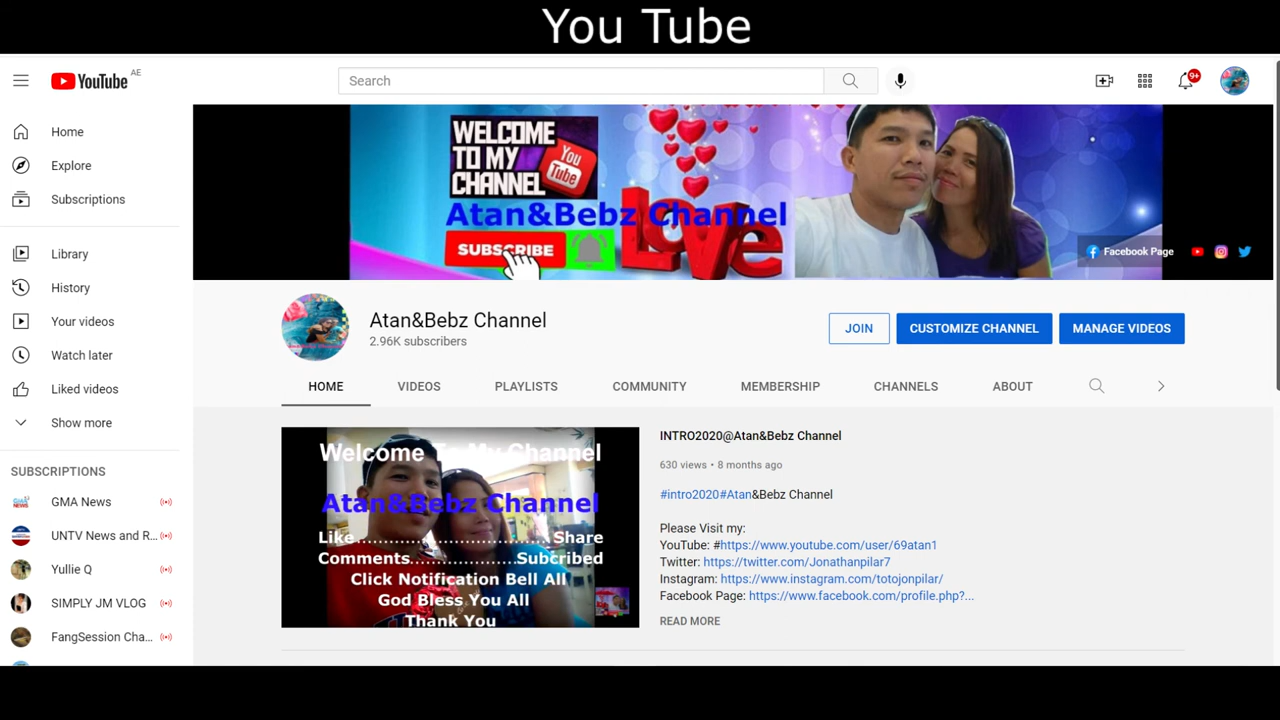 You Tube
YouTube AE
Search
9+
Home
Explore
Subscriptions
Library
History
Your videos
Watch later
Liked videos
Show more
SUBSCRIPTIONS
GMA News
UNTV News and R...
Yullie Q
SIMPLY JM VLOG
FangSession Cha...
WELCOME
TO MY
CHANNEL
You
Tube
Atan&Bebz Channel
SUBSCRIBE
Love
Facebook Page
Atan&Bebz Channel
2.96K subscribers
JOIN
CUSTOMIZE CHANNEL
MANAGE VIDEOS
HOME
VIDEOS
PLAYLISTS
COMMUNITY
MEMBERSHIP
CHANNELS
ABOUT
Welcome To My Channel
Atan&Bebz Channel
Like......................................Share
Comments....................Subcribed
Click Notification Bell All
God Bless You All
Thank You
INTRO2020@Atan&Bebz Channel
630 views • 8 months ago
#intro2020#Atan&Bebz Channel
Please Visit my:
YouTube: #https://www.youtube.com/user/69atan1
Twitter: https://twitter.com/Jonathanpilar7
Instagram: https://www.instagram.com/totojonpilar/
Facebook Page: https://www.facebook.com/profile.php?...
READ MORE